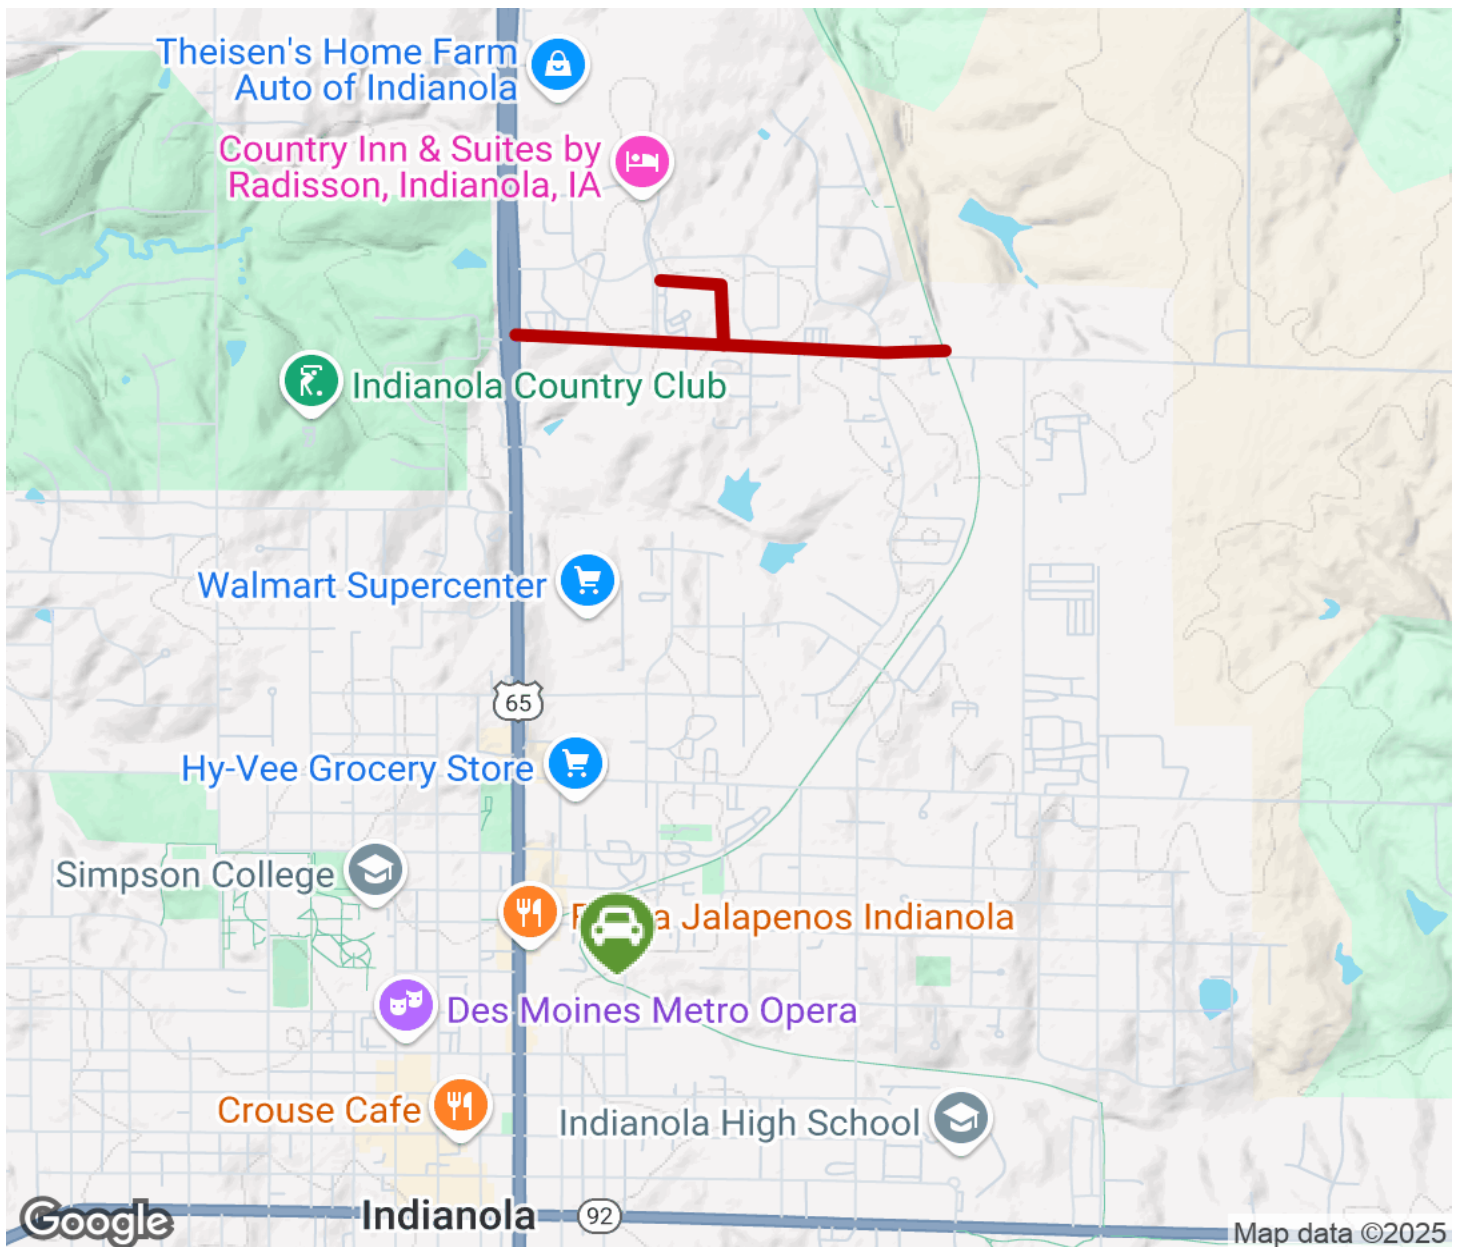 Theisen's Home Farm
Auto of Indianola
Country Inn & Suites by
Radisson, Indianola, IA
Indianola Country Club
Walmart Supercenter
65
Hy-Vee Grocery Store
Simpson College
Jalapenos Indianola
Des Moines Metro Opera
Crouse Cafe
Indianola High School
Indianola
92
Google
Map data ©2025